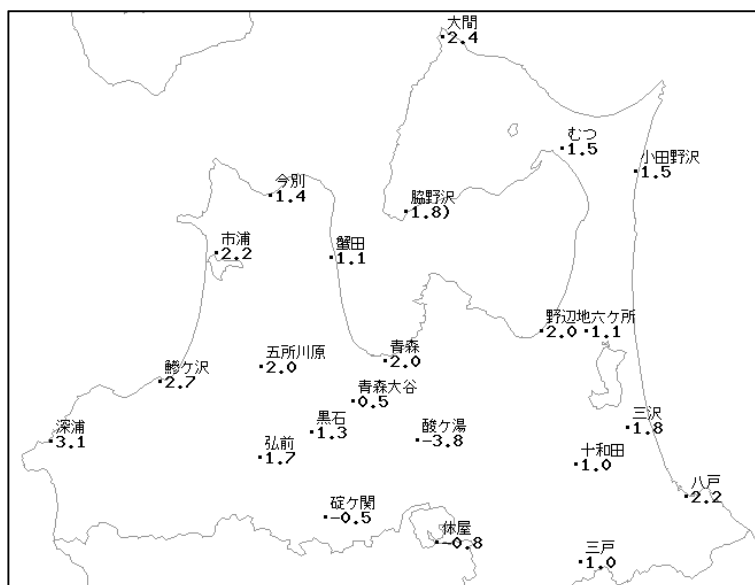 大間
2.4
むつ
1.5
小田野沢
1.5
今別
1.4
脇野沢
1.8)
市浦
2.2
蟹田
1.1
野辺地
2.0
六ケ所
1.1
青森
2.0
五所川原
2.0
鰺ケ沢
2.7
青森大谷
0.5
深浦
3.1
黒石
1.3
酸ケ湯
-3.8
三沢
1.8
弘前
1.7
十和田
1.0
八戸
2.2
碇ケ関
-0.5
休屋
-0.8
三戸
1.0